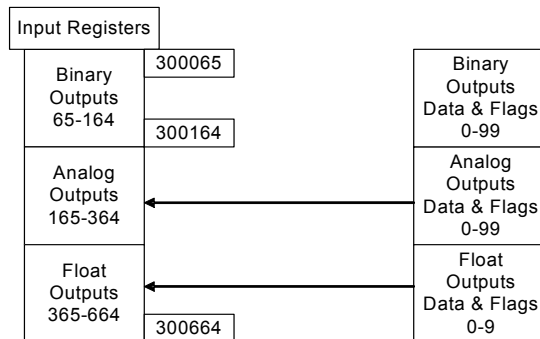 Input Registers
Binary
Outputs
65-164
300065
300164
Analog
Outputs
165-364
Float
Outputs
365-664
300664
Binary
Outputs
Data & Flags
0-99
Analog
Outputs
Data & Flags
0-99
Float
Outputs
Data & Flags
0-9